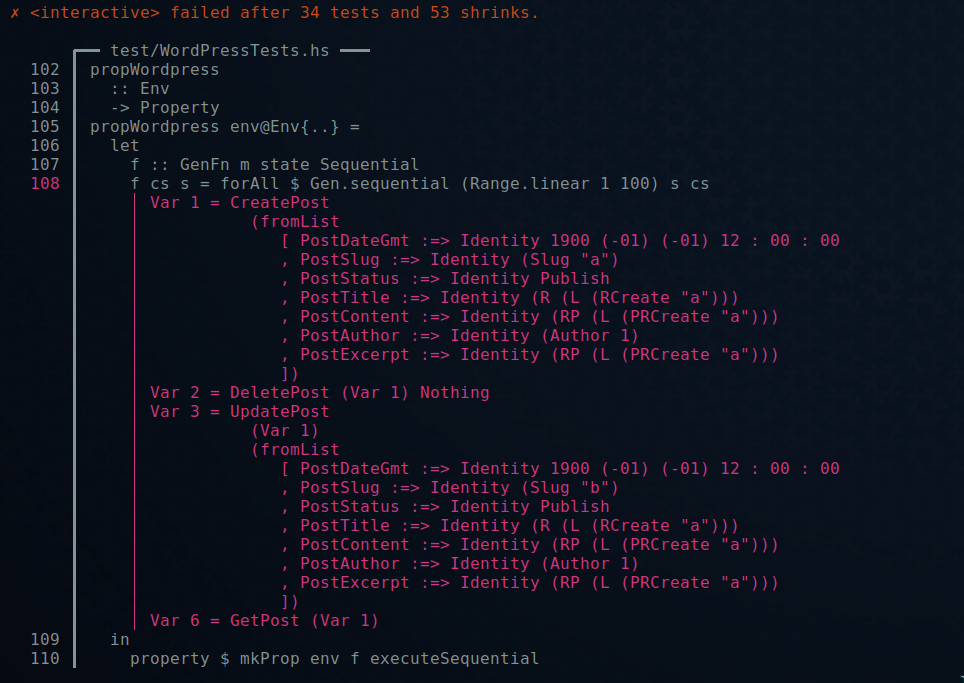 ✗ <interactive> failed after 34 tests and 53 shrinks.
┏━━ test/WordPressTests.hs ━━━
102 ┃ propWordpress
103 ┃   :: Env
104 ┃   -> Property
105 ┃ propWordpress env@Env{..} =
106 ┃   let
107 ┃     f :: GenFn m state Sequential
108 ┃     f cs s = forAll $ Gen.sequential (Range.linear 1 100) s cs
┃     │ Var 1 = CreatePost
┃     │           (fromList
┃     │              [ PostDateGmt :=> Identity 1900 (-01) (-01) 12 : 00 : 00
┃     │              , PostSlug :=> Identity (Slug "a")
┃     │              , PostStatus :=> Identity Publish
┃     │              , PostTitle :=> Identity (R (L (RCreate "a")))
┃     │              , PostContent :=> Identity (RP (L (PRCreate "a")))
┃     │              , PostAuthor :=> Identity (Author 1)
┃     │              , PostExcerpt :=> Identity (RP (L (PRCreate "a")))
┃     │              ])
┃     │ Var 2 = DeletePost (Var 1) Nothing
┃     │ Var 3 = UpdatePost
┃     │           (Var 1)
┃     │           (fromList
┃     │              [ PostDateGmt :=> Identity 1900 (-01) (-01) 12 : 00 : 00
┃     │              , PostSlug :=> Identity (Slug "b")
┃     │              , PostStatus :=> Identity Publish
┃     │              , PostTitle :=> Identity (R (L (RCreate "a")))
┃     │              , PostContent :=> Identity (RP (L (PRCreate "a")))
┃     │              , PostAuthor :=> Identity (Author 1)
┃     │              , PostExcerpt :=> Identity (RP (L (PRCreate "a")))
┃     │              ])
┃     │ Var 6 = GetPost (Var 1)
109 ┃   in
110 ┃     property $ mkProp env f executeSequential